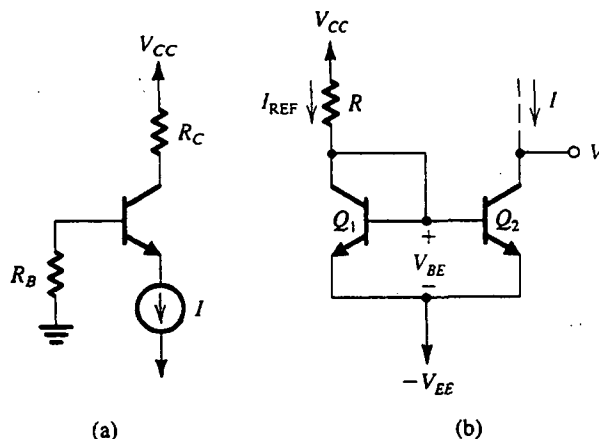 V_CC
R_C
R_B
I
(a)
V_CC
I_REF
R
I
V
Q_1
Q_2
+
V_BE
−
−V_EE
(b)